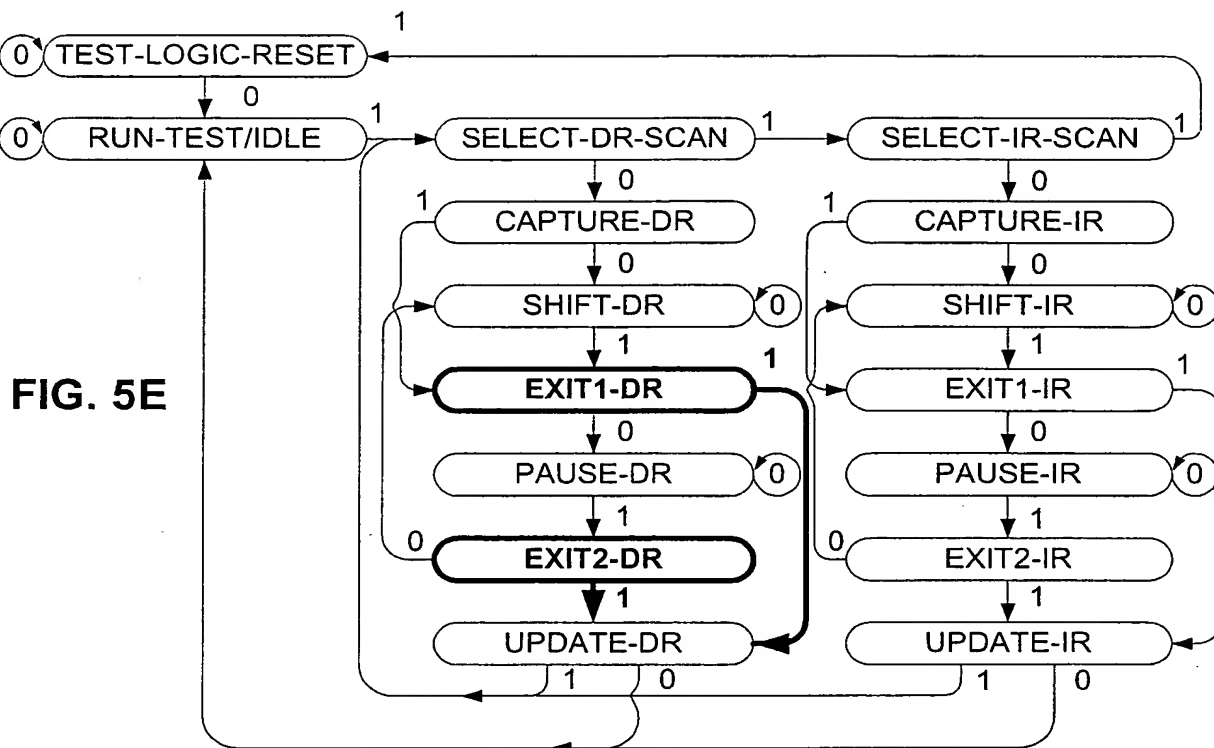 1
0 TEST-LOGIC-RESET
0
0 RUN-TEST/IDLE 1 SELECT-DR-SCAN 1 SELECT-IR-SCAN 1
0 0
1 CAPTURE-DR 1 CAPTURE-IR
0 0
SHIFT-DR 0 SHIFT-IR 0
1 1
FIG. 5E
EXIT1-DR 1 EXIT1-IR 1
0 0
PAUSE-DR 0 PAUSE-IR 0
1 1
0 EXIT2-DR 0 EXIT2-IR
1 1
UPDATE-DR UPDATE-IR
1 0 1 0